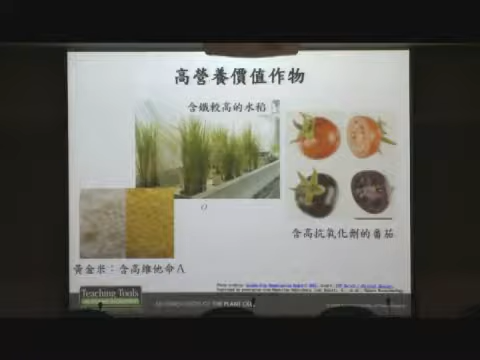 高營養價值作物
含鐵較高的水稻
含高抗氧化劑的番茄
黃金米：含高維他命A
Teaching Tools
THE PLANT CELL